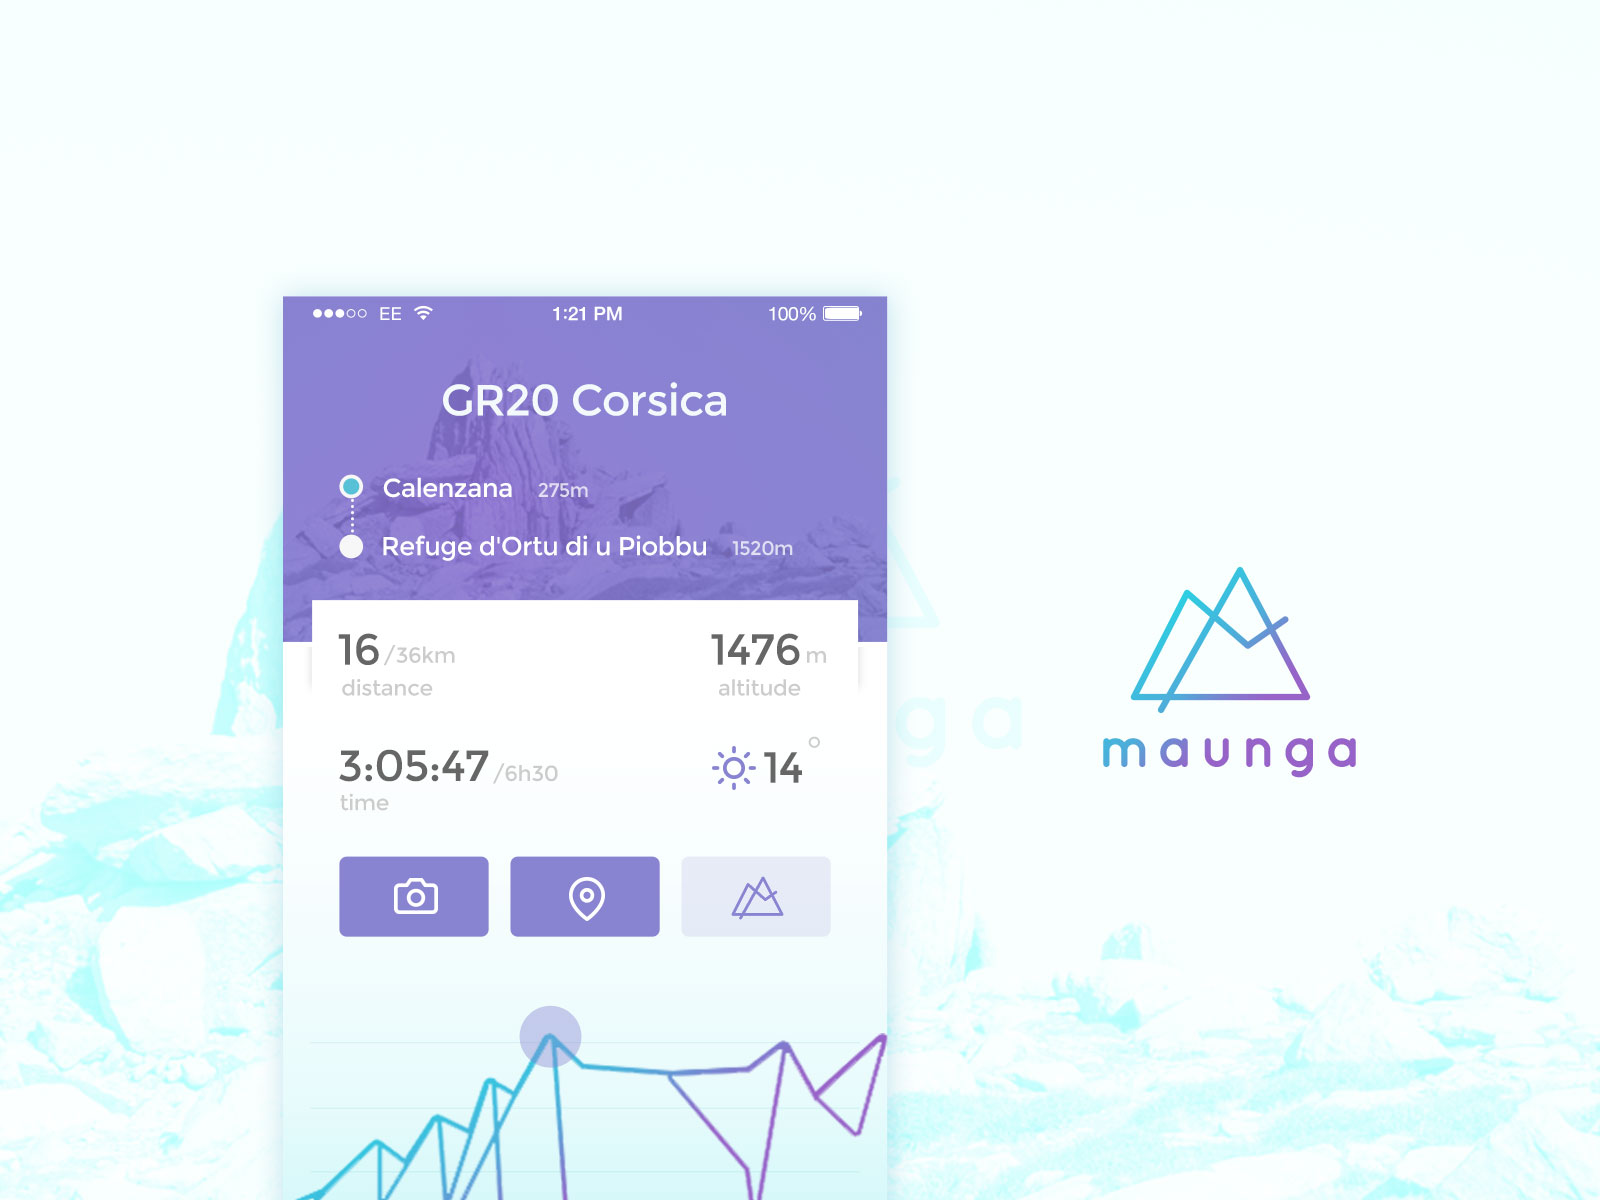 EE 1:21 PM 100%
GR20 Corsica
Calenzana 275m
Refuge d'Ortu di u Piobbu 1520m
16 /36km 1476 m
distance altitude
3:05:47 /6h30 14°
time
maunga
ga